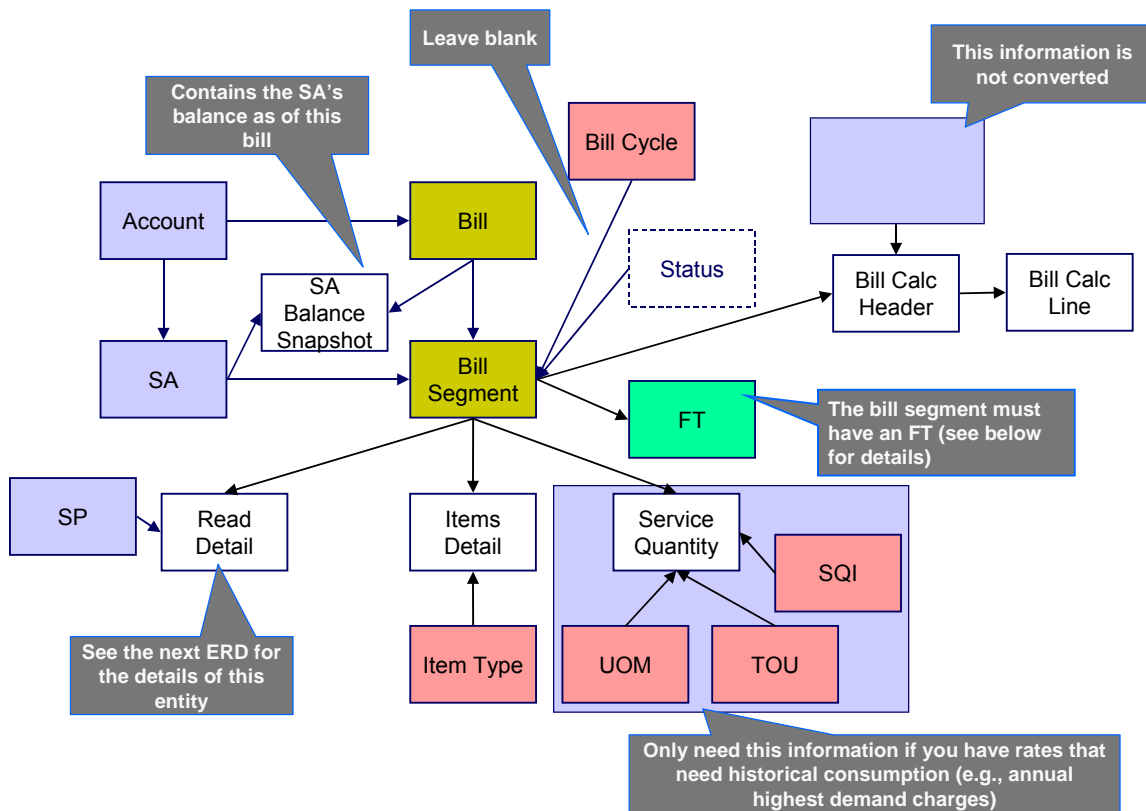 Leave blank
This information is
not converted
Contains the SA's
balance as of this
bill
Bill Cycle
Account
Bill
Status
SA
Balance
Snapshot
Bill Calc
Header
Bill Calc
Line
SA
Bill
Segment
FT
The bill segment must
have an FT (see below
for details)
SP
Read
Detail
Items
Detail
Service
Quantity
SQI
See the next ERD for
the details of this
entity
Item Type
UOM
TOU
Only need this information if you have rates that
need historical consumption (e.g., annual
highest demand charges)